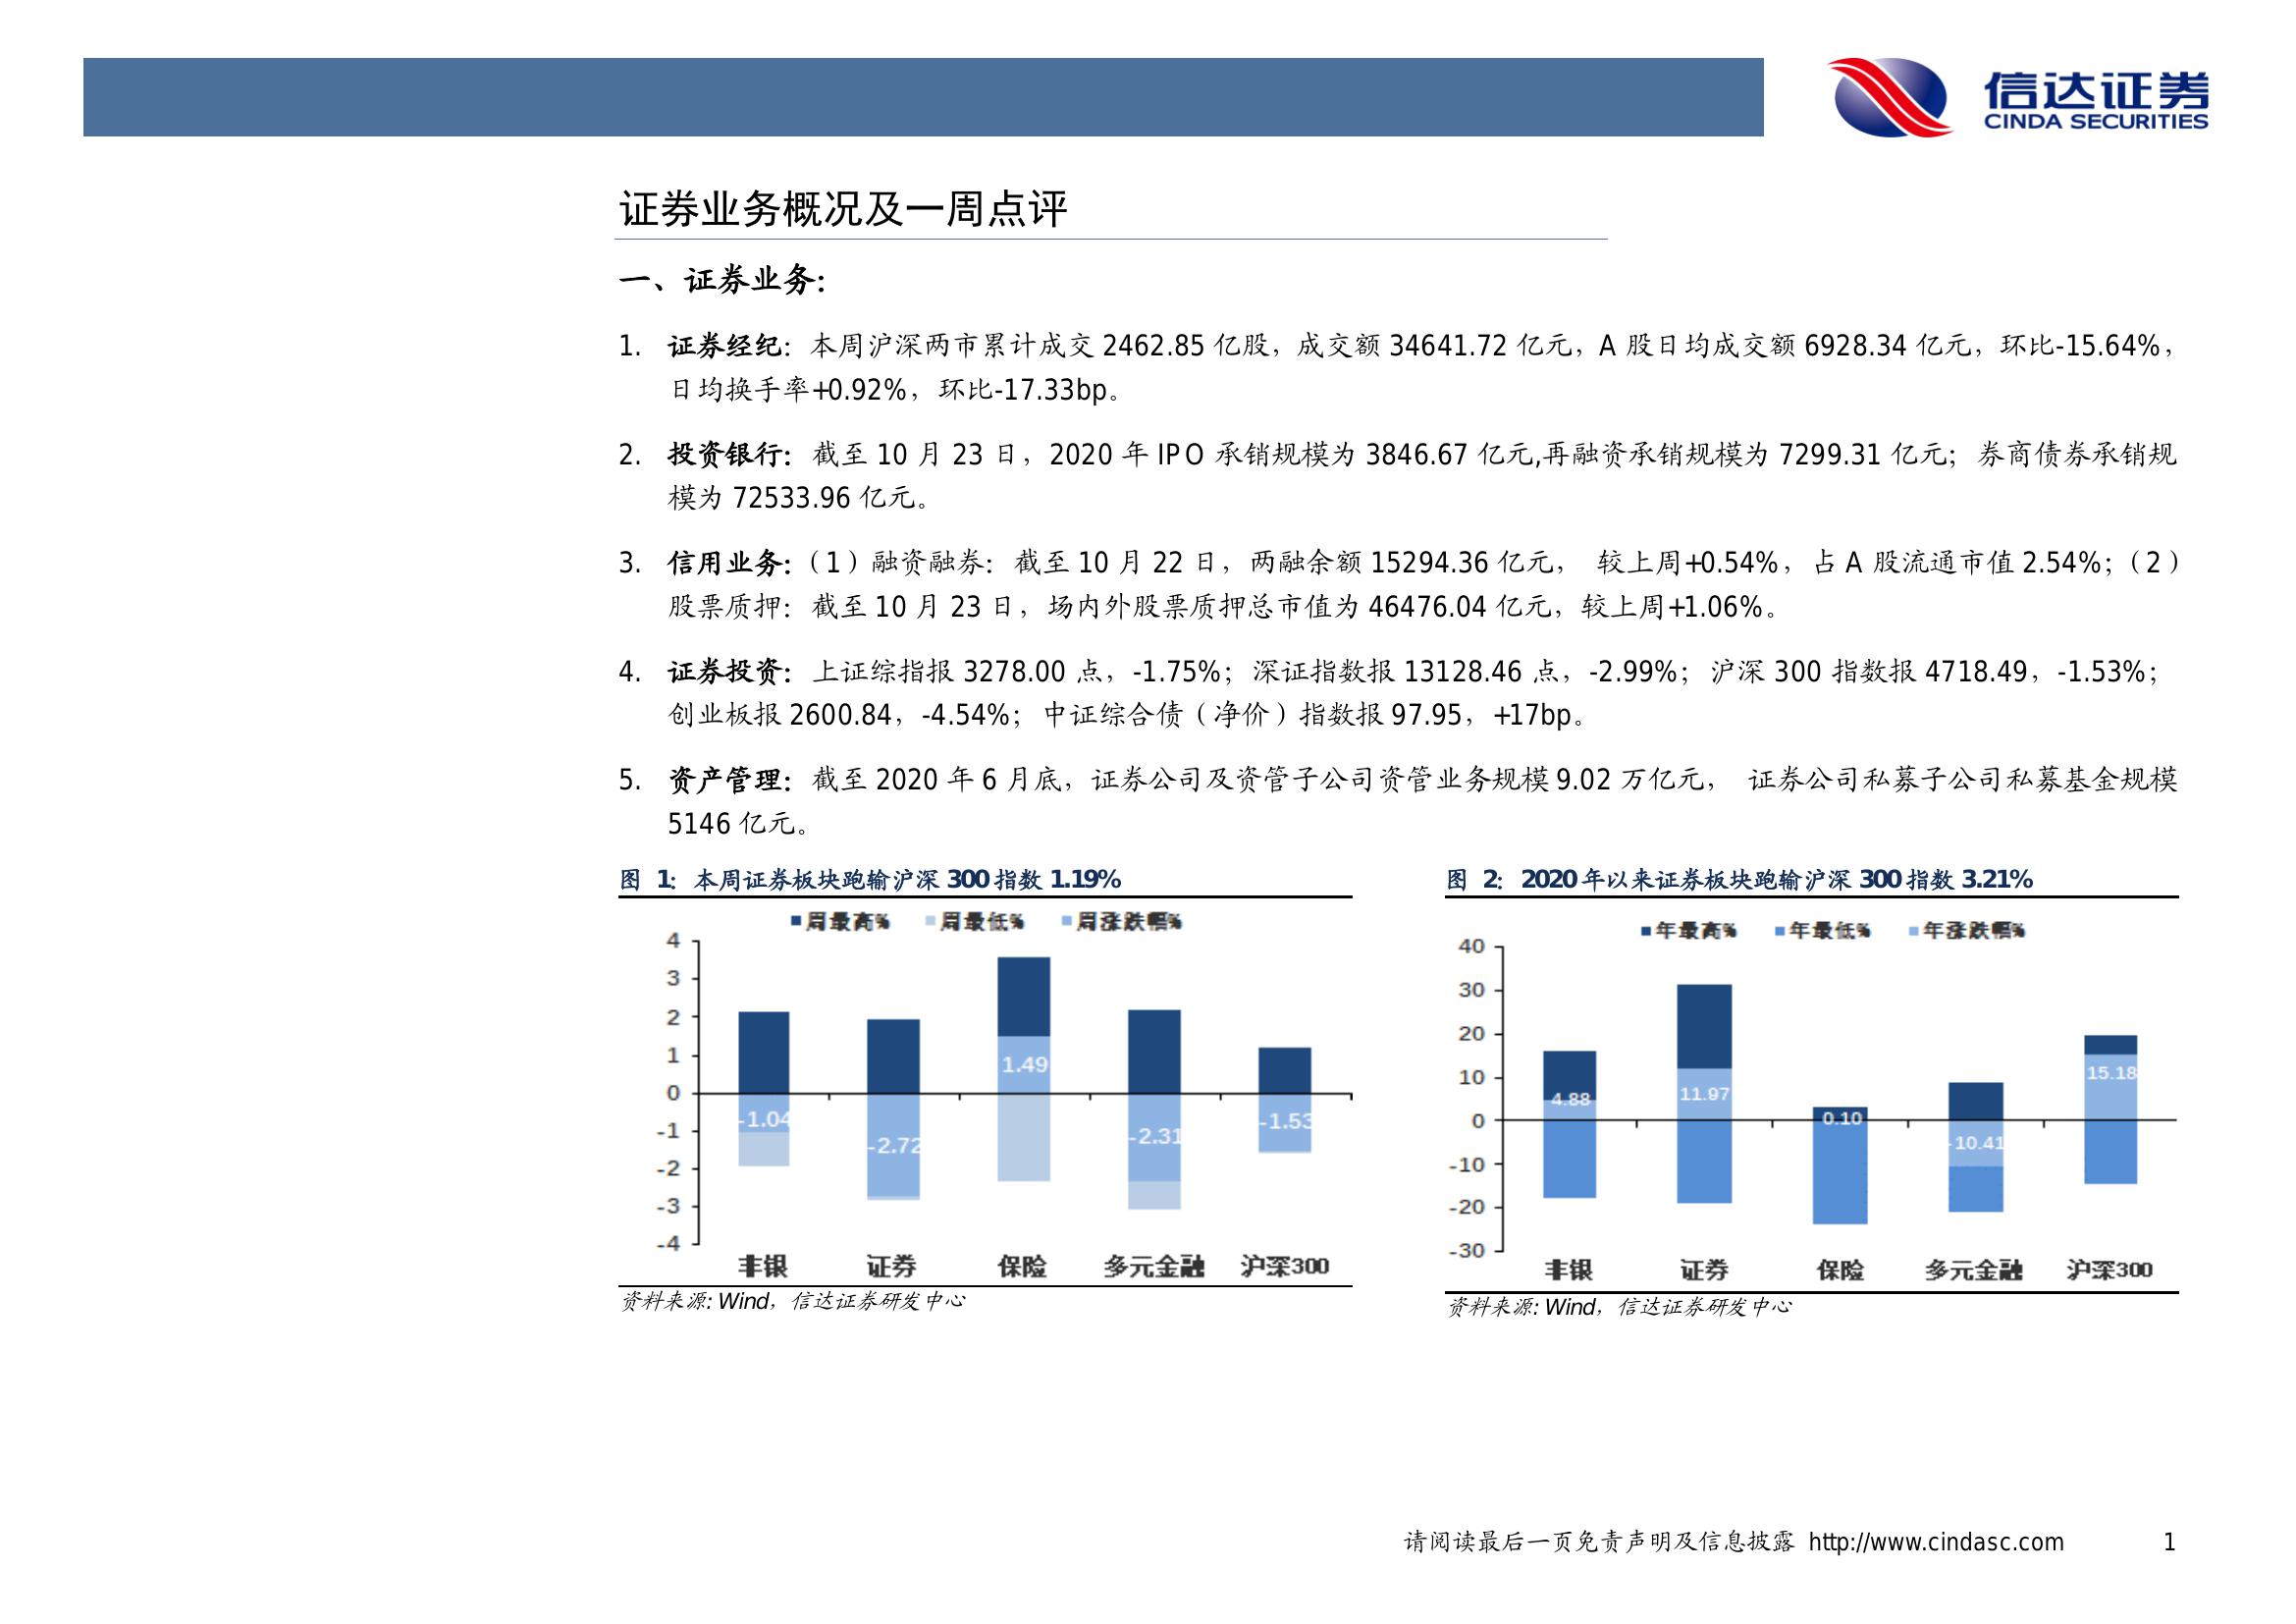 信达证券
CINDA SECURITIES
证券业务概况及一周点评
一、证券业务:
1. 证券经纪：本周沪深两市累计成交 2462.85 亿股，成交额 34641.72 亿元，A 股日均成交额 6928.34 亿元，环比-15.64%，
日均换手率+0.92%，环比-17.33bp。
2. 投资银行：截至 10 月 23 日，2020 年 IPO 承销规模为 3846.67 亿元,再融资承销规模为 7299.31 亿元；券商债券承销规
模为 72533.96 亿元。
3. 信用业务:（1）融资融券：截至 10 月 22 日，两融余额 15294.36 亿元， 较上周+0.54%，占 A 股流通市值 2.54%；（2）
股票质押：截至 10 月 23 日，场内外股票质押总市值为 46476.04 亿元，较上周+1.06%。
4. 证券投资：上证综指报 3278.00 点，-1.75%；深证指数报 13128.46 点，-2.99%；沪深 300 指数报 4718.49，-1.53%；
创业板报 2600.84，-4.54%；中证综合债（净价）指数报 97.95，+17bp。
5. 资产管理：截至 2020 年 6 月底，证券公司及资管子公司资管业务规模 9.02 万亿元， 证券公司私募子公司私募基金规模
5146 亿元。
图 1：本周证券板块跑输沪深 300 指数 1.19%
周最高% 周最低% 周涨跌幅%
4
3
2
1
0
-1
-2
-3
-4
1.49
-1.04
-2.72
-2.31
-1.53
非银 证券 保险 多元金融 沪深300
资料来源: Wind，信达证券研发中心
图 2：2020 年以来证券板块跑输沪深 300 指数 3.21%
年最高% 年最低% 年涨跌幅%
40
30
20
10
0
-10
-20
-30
4.88
11.97
0.10
-10.41
15.18
非银 证券 保险 多元金融 沪深300
资料来源: Wind，信达证券研发中心
请阅读最后一页免责声明及信息披露 http://www.cindasc.com 1